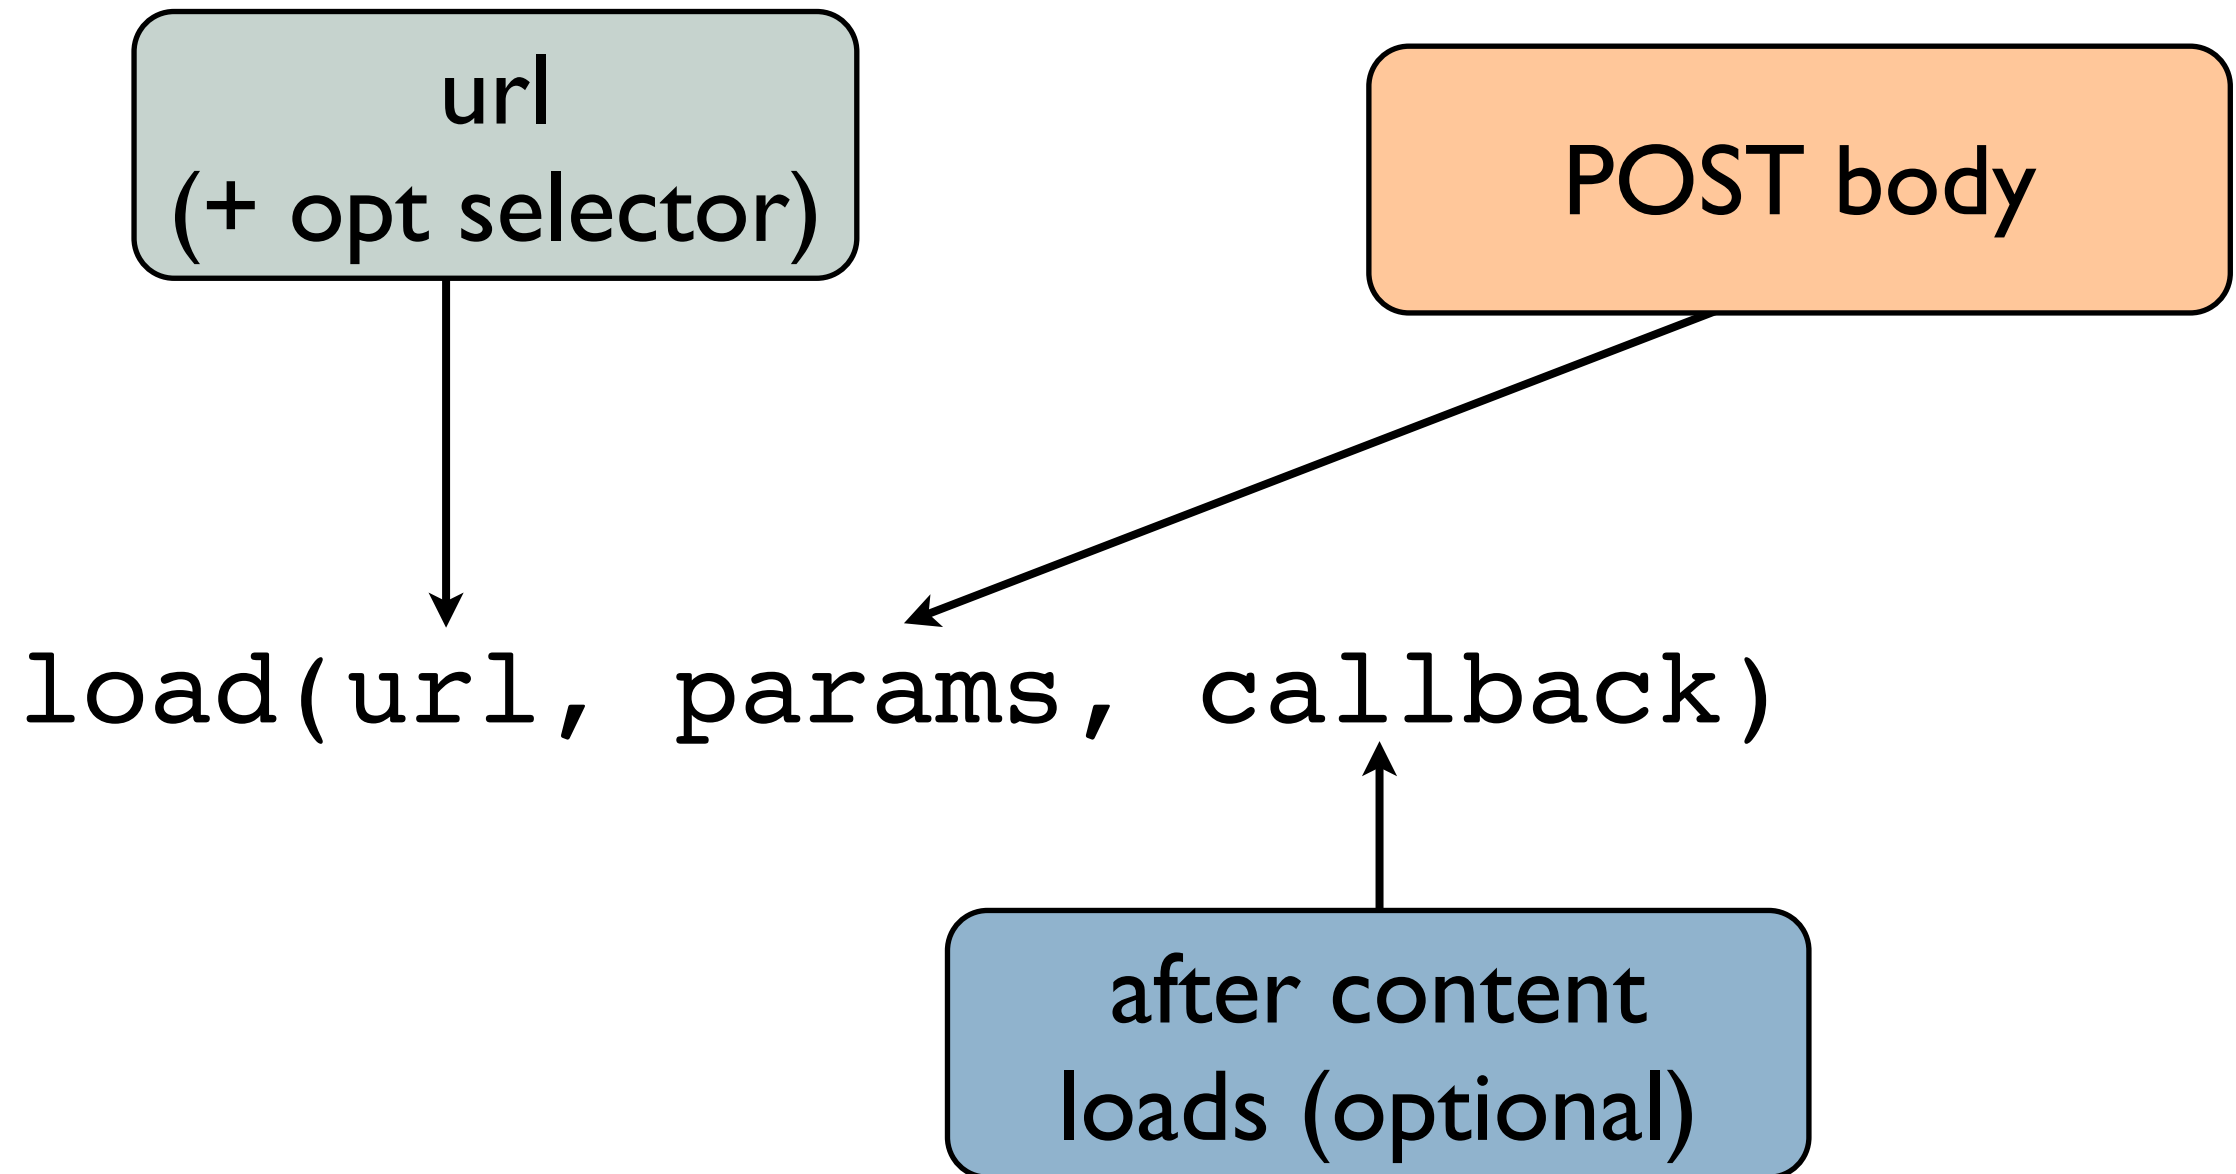 url
(+ opt selector)
POST body
load(url, params, callback)
after content
loads (optional)